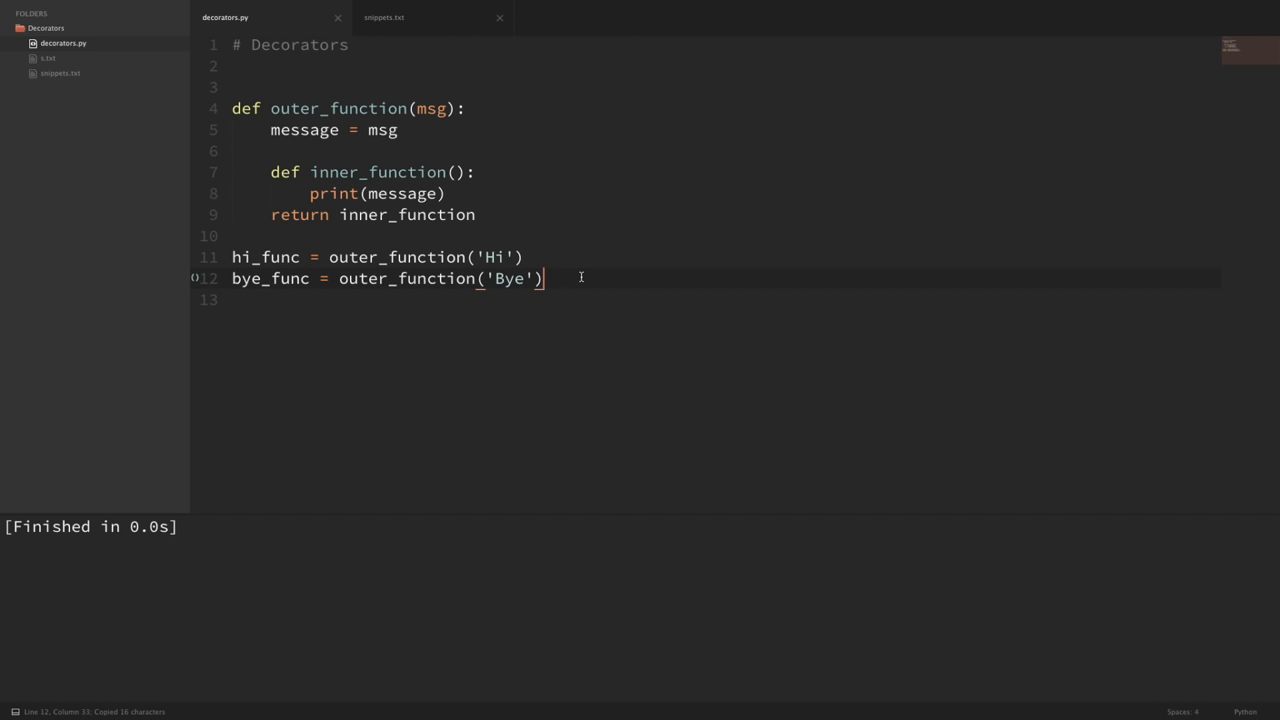 FOLDERS
Decorators
decorators.py
s.txt
snippets.txt
decorators.py
snippets.txt
1 # Decorators
2
3
4 def outer_function(msg):
5     message = msg
6
7     def inner_function():
8         print(message)
9     return inner_function
10
11 hi_func = outer_function('Hi')
12 bye_func = outer_function('Bye')
13
[Finished in 0.0s]
Line 12, Column 33; Copied 16 characters
Spaces: 4
Python